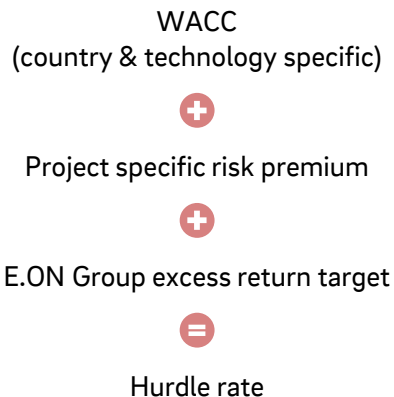 WACC
(country & technology specific)
+
Project specific risk premium
+
E.ON Group excess return target
=
Hurdle rate